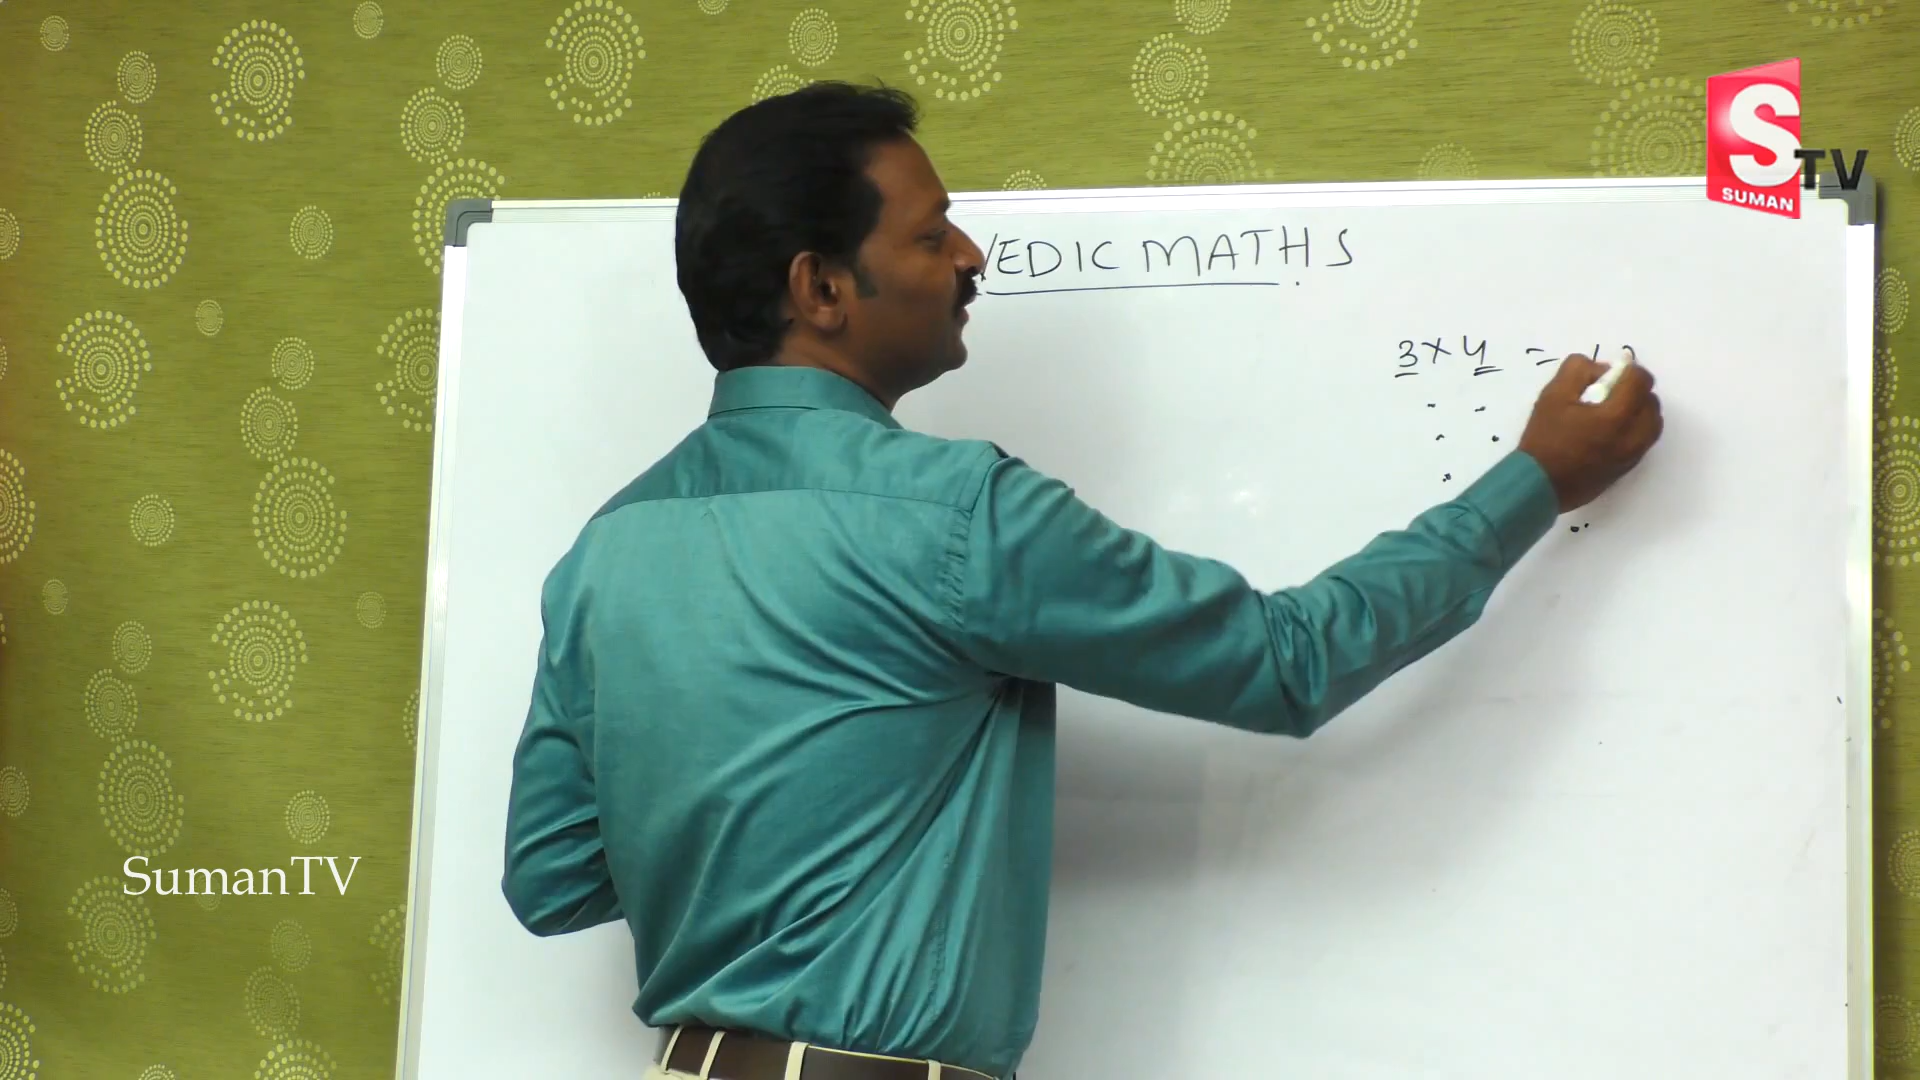 S TV
SUMAN
VEDIC MATHS
3 x 4 =
SumanTV